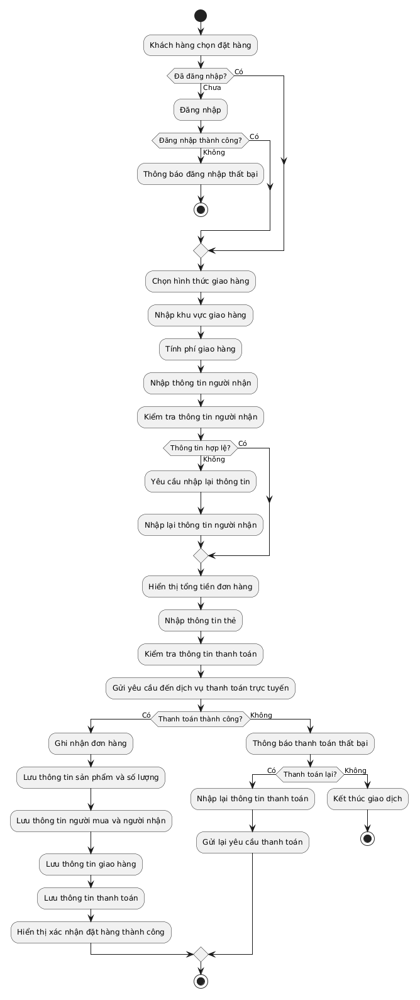 Khách hàng chọn đặt hàng
Đã đăng nhập?
Có
Chưa
Đăng nhập
Đăng nhập thành công?
Có
Không
Thông báo đăng nhập thất bại
Chọn hình thức giao hàng
Nhập khu vực giao hàng
Tính phí giao hàng
Nhập thông tin người nhận
Kiểm tra thông tin người nhận
Thông tin hợp lệ?
Có
Không
Yêu cầu nhập lại thông tin
Nhập lại thông tin người nhận
Hiển thị tổng tiền đơn hàng
Nhập thông tin thẻ
Kiểm tra thông tin thanh toán
Gửi yêu cầu đến dịch vụ thanh toán trực tuyến
Có
Thanh toán thành công?
Không
Ghi nhận đơn hàng
Lưu thông tin sản phẩm và số lượng
Lưu thông tin người mua và người nhận
Lưu thông tin giao hàng
Lưu thông tin thanh toán
Hiển thị xác nhận đặt hàng thành công
Thông báo thanh toán thất bại
Có
Thanh toán lại?
Không
Nhập lại thông tin thanh toán
Gửi lại yêu cầu thanh toán
Kết thúc giao dịch